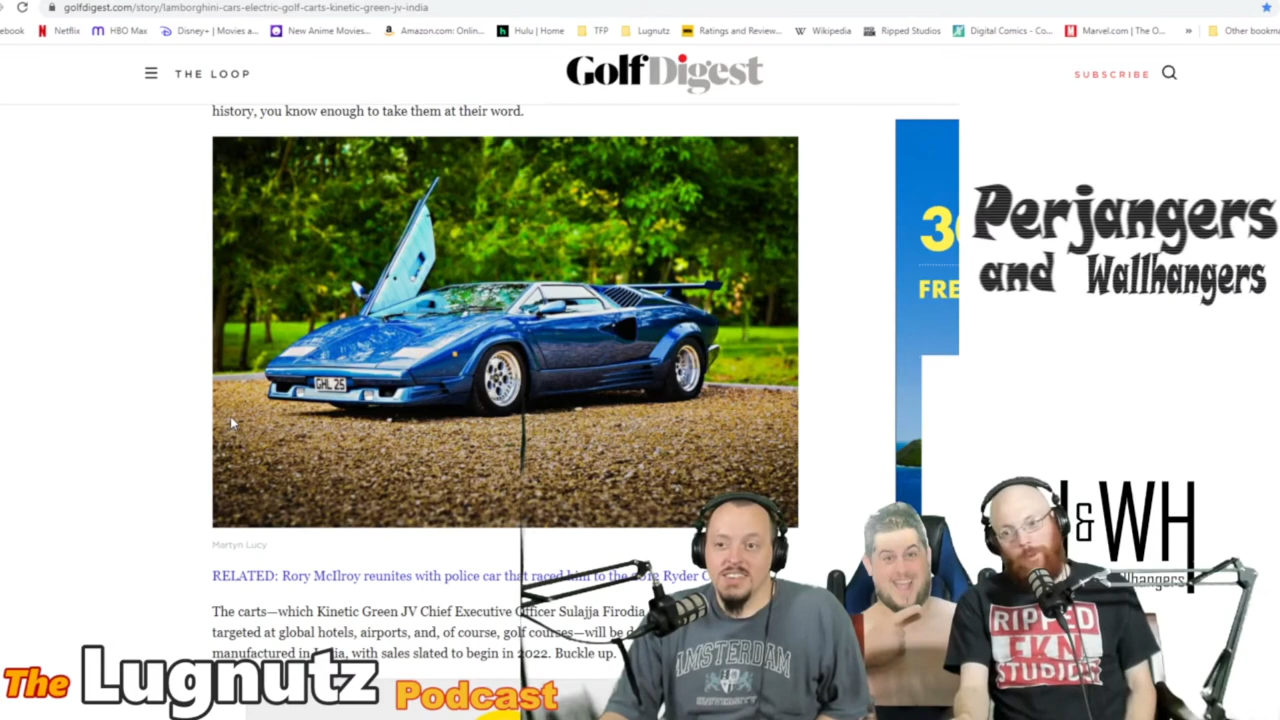 golfdigest.com/story/lamborghini-cars-electric-golf-carts-kinetic-green-jv-india
ebook Netflix HBO Max Disney+ | Movies a... New Anime Movies... Amazon.com: Onlin... Hulu | Home TFP Lugnutz Ratings and Review... Wikipedia Ripped Studios Digital Comics - Co... Marvel.com | The O... » Other bookma
THE LOOP
Golf Digest
SUBSCRIBE
history, you know enough to take them at their word.
GHL 25
30
FRE
Perjangers
and Wallhangers
Martyn Lucy
& WH
RELATED: Rory McIlroy reunites with police car that raced him to the 2012 Ryder C
The carts—which Kinetic Green JV Chief Executive Officer Sulajja Firodia
targeted at global hotels, airports, and, of course, golf courses—will be d
manufactured in India, with sales slated to begin in 2022. Buckle up.
The Lugnutz Podcast
AMSTERDAM
UNIVERSITY
RIPPED
FKN
STUDIOS